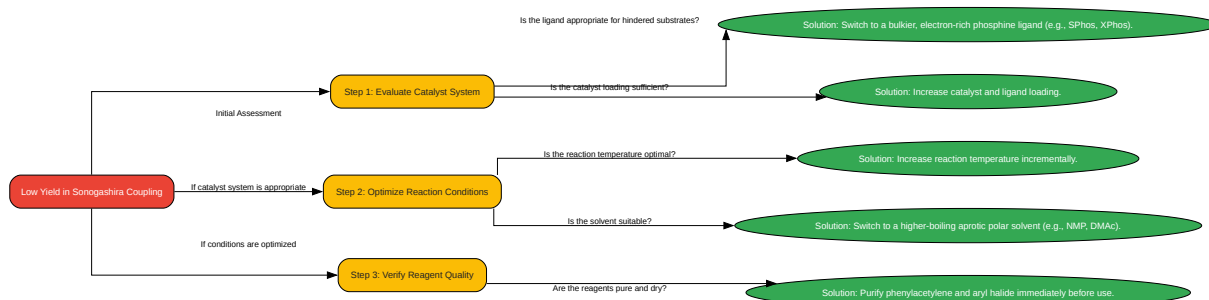 Is the ligand appropriate for hindered substrates?
Solution: Switch to a bulkier, electron-rich phosphine ligand (e.g., SPhos, XPhos).
Step 1: Evaluate Catalyst System
Is the catalyst loading sufficient?
Solution: Increase catalyst and ligand loading.
Initial Assessment
Is the reaction temperature optimal?
Solution: Increase reaction temperature incrementally.
Low Yield in Sonogashira Coupling
If catalyst system is appropriate
Step 2: Optimize Reaction Conditions
Is the solvent suitable?
Solution: Switch to a higher-boiling aprotic polar solvent (e.g., NMP, DMAc).
If conditions are optimized
Step 3: Verify Reagent Quality
Are the reagents pure and dry?
Solution: Purify phenylacetylene and aryl halide immediately before use.